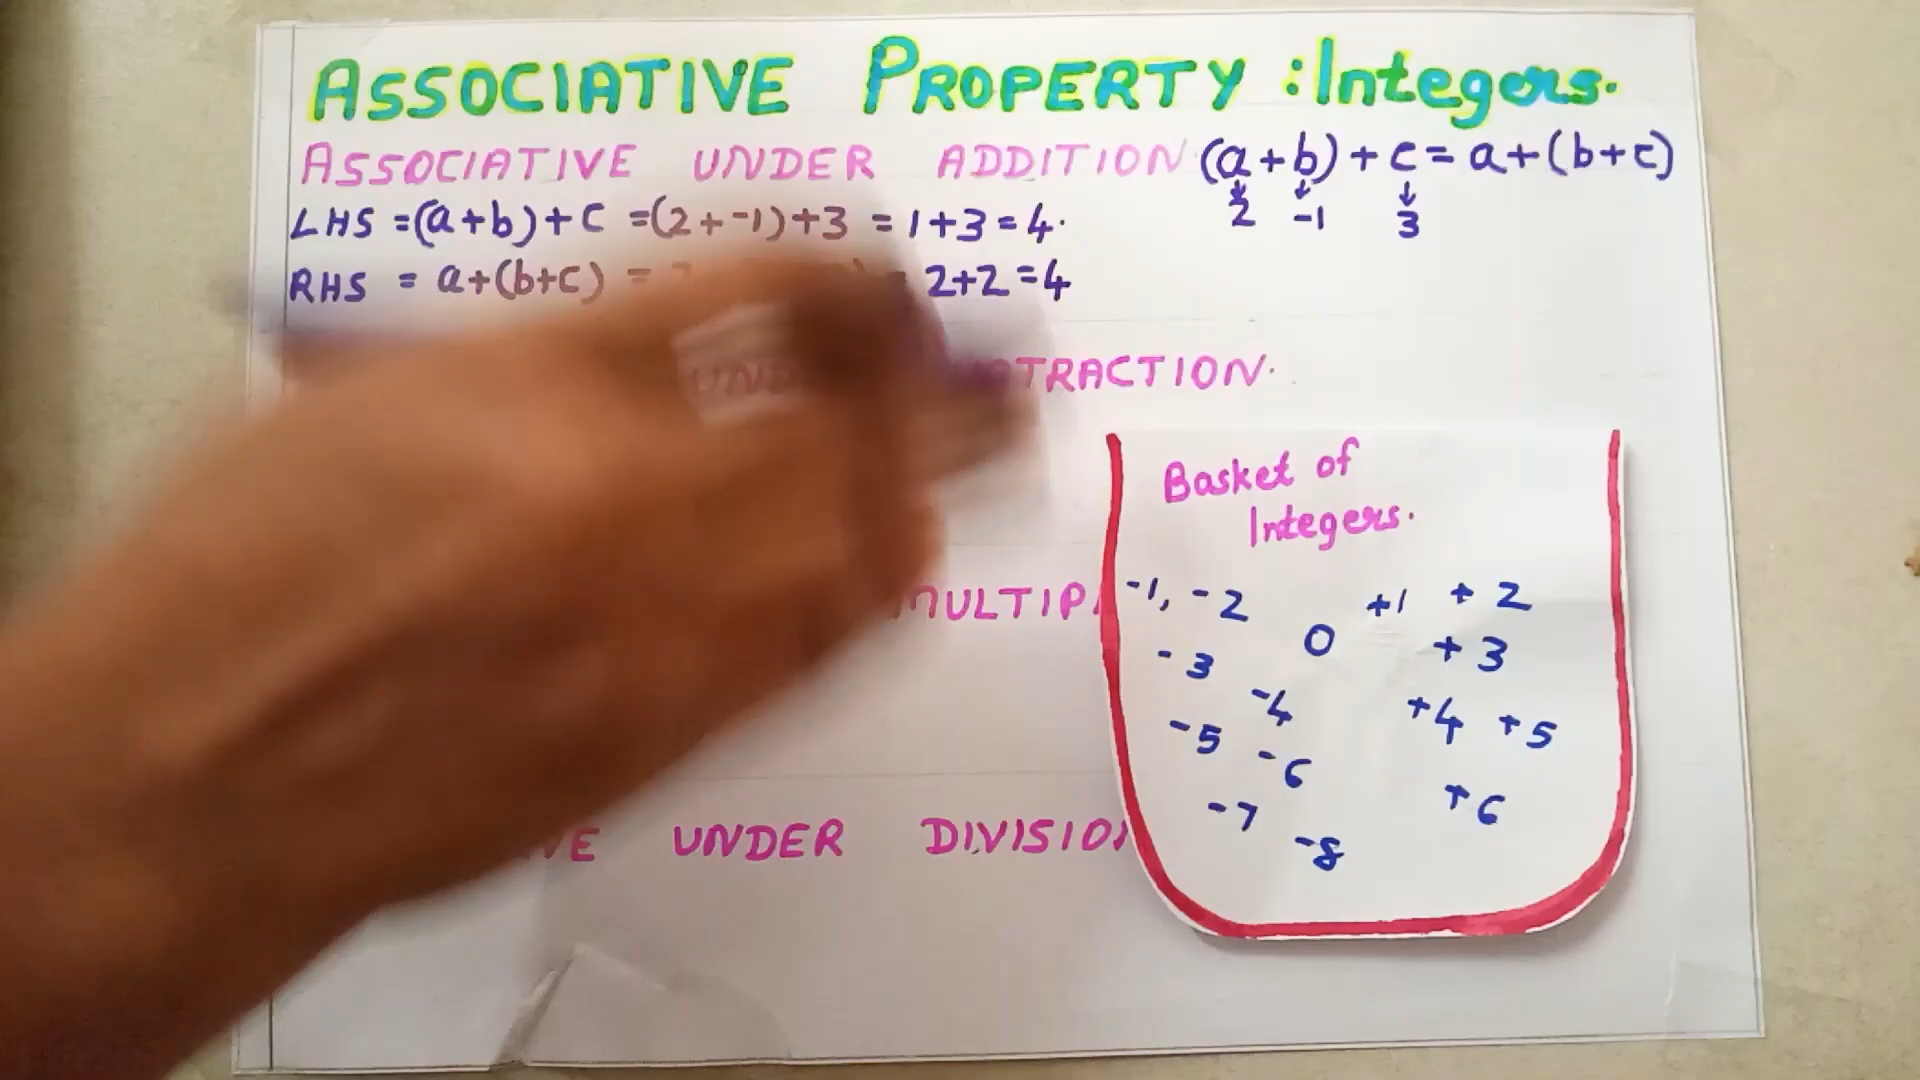 ASSOCIATIVE PROPERTY : Integers.
ASSOCIATIVE UNDER ADDITION (a+b)+c = a+(b+c)
2 -1 3
LHS =(a+b)+c =(2+-1)+3 = 1+3=4.
RHS = a+(b+c) = 2+2=4
Basket of
Integers.
-1, -2 +1 +2
0
-3 +3
-4 +4 +5
-5 -6
-7 +6
-8
UNDER